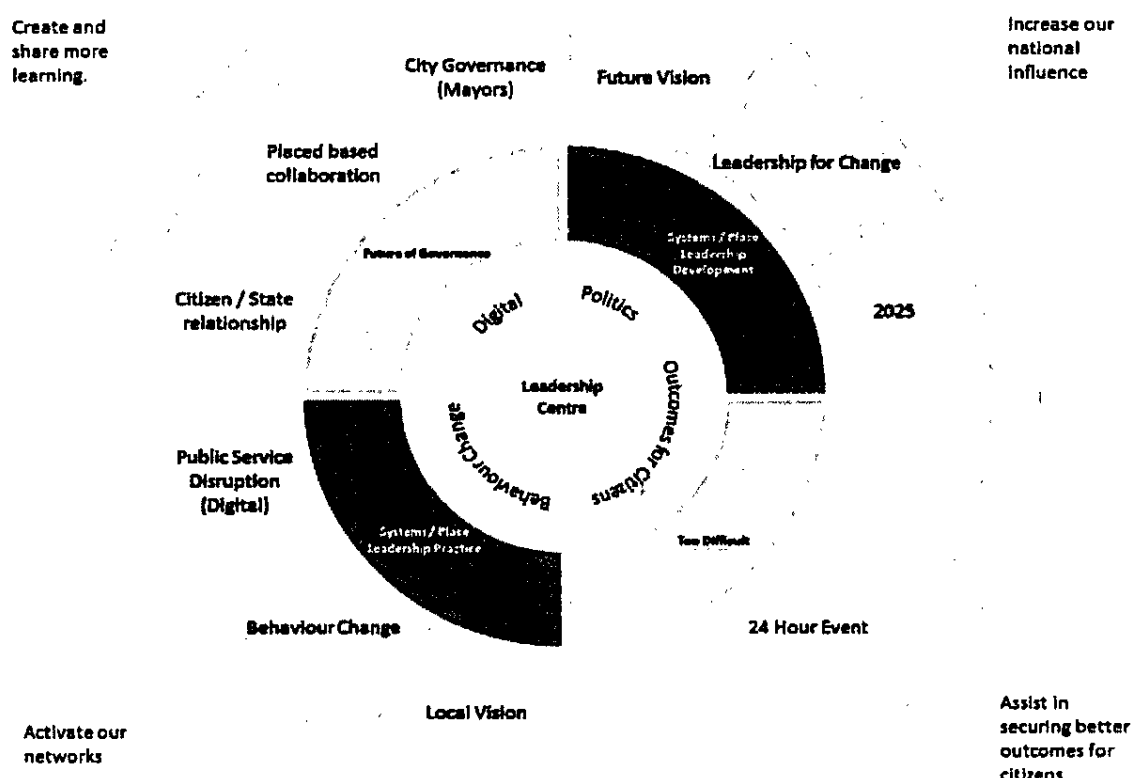 Create and
share more
learning.
Increase our
national
influence
City Governance
(Mayors)
Future Vision
Placed based
collaboration
Leadership for Change
Future of Governance
Systems / Place
Leadership
Development
Citizen / State
relationship
Digital
Politics
2025
Leadership
Centre
Behaviour Change
Outcomes for Citizens
Public Service
Disruption
(Digital)
Systems / Place
Leadership Practice
Too Difficult
Behaviour Change
24 Hour Event
Local Vision
Activate our
networks
Assist in
securing better
outcomes for
citizens